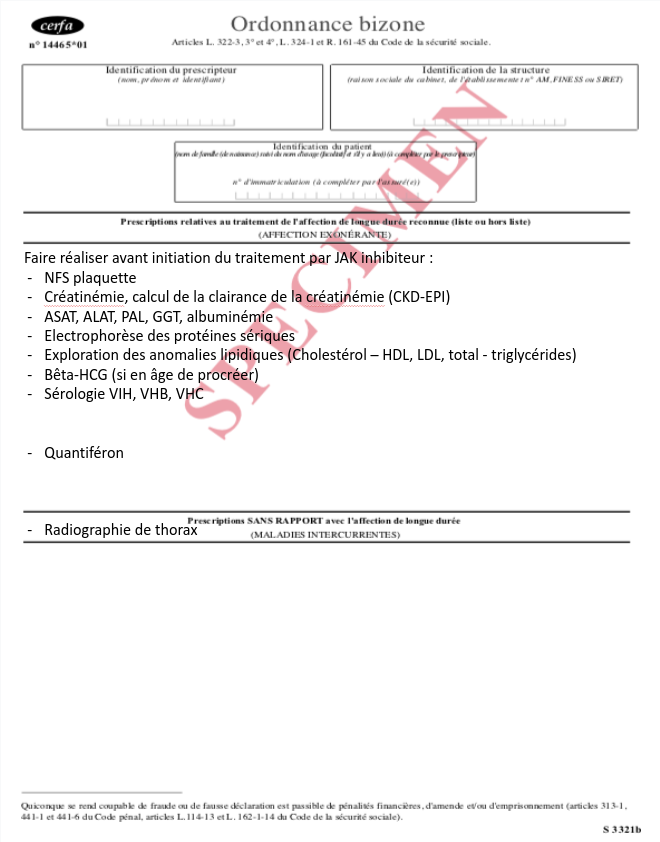 cerfa
n° 14465*01
Ordonnance bizone
Articles L. 322-3, 3° et 4°, L. 324-1 et R. 161-45 du Code de la sécurité sociale.
Identification du prescripteur
(nom, prénom et identifiant)
Identification de la structure
(raison sociale du cabinet, de l'établissement et n° AM, FINESS ou SIRET)
Identification du patient
(nom de famille (de naissance) suivi du nom d'usage (facultatif et s'il y a lieu)) (à compléter par le prescripteur)
n° d'immatriculation (à compléter par l'assuré(e))
Prescriptions relatives au traitement de l'affection de longue durée reconnue (liste ou hors liste)
(AFFECTION EXONÉRANTE)
SPECIMEN
Faire réaliser avant initiation du traitement par JAK inhibiteur :
- NFS plaquette
- Créatinémie, calcul de la clairance de la créatinémie (CKD-EPI)
- ASAT, ALAT, PAL, GGT, albuminémie
- Electrophorèse des protéines sériques
- Exploration des anomalies lipidiques (Cholestérol – HDL, LDL, total - triglycérides)
- Bêta-HCG (si en âge de procréer)
- Sérologie VIH, VHB, VHC
- Quantiféron
Prescriptions SANS RAPPORT avec l'affection de longue durée
- Radiographie de thorax
(MALADIES INTERCURRENTES)
Quiconque se rend coupable de fraude ou de fausse déclaration est passible de pénalités financières, d'amende et/ou d'emprisonnement (articles 313-1,
441-1 et 441-6 du Code pénal, articles L.114-13 et L. 162-1-14 du Code de la sécurité sociale).
S 3321b